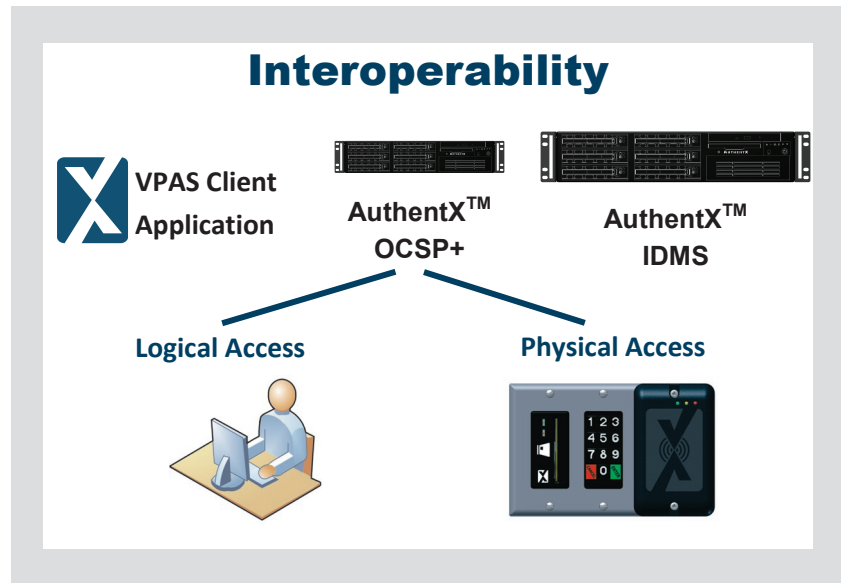 Interoperability
VPAS Client
Application
AuthentX™
OCSP+
AuthentX™
IDMS
Logical Access
Physical Access
1 2 3
4 5 6
7 8 9
0